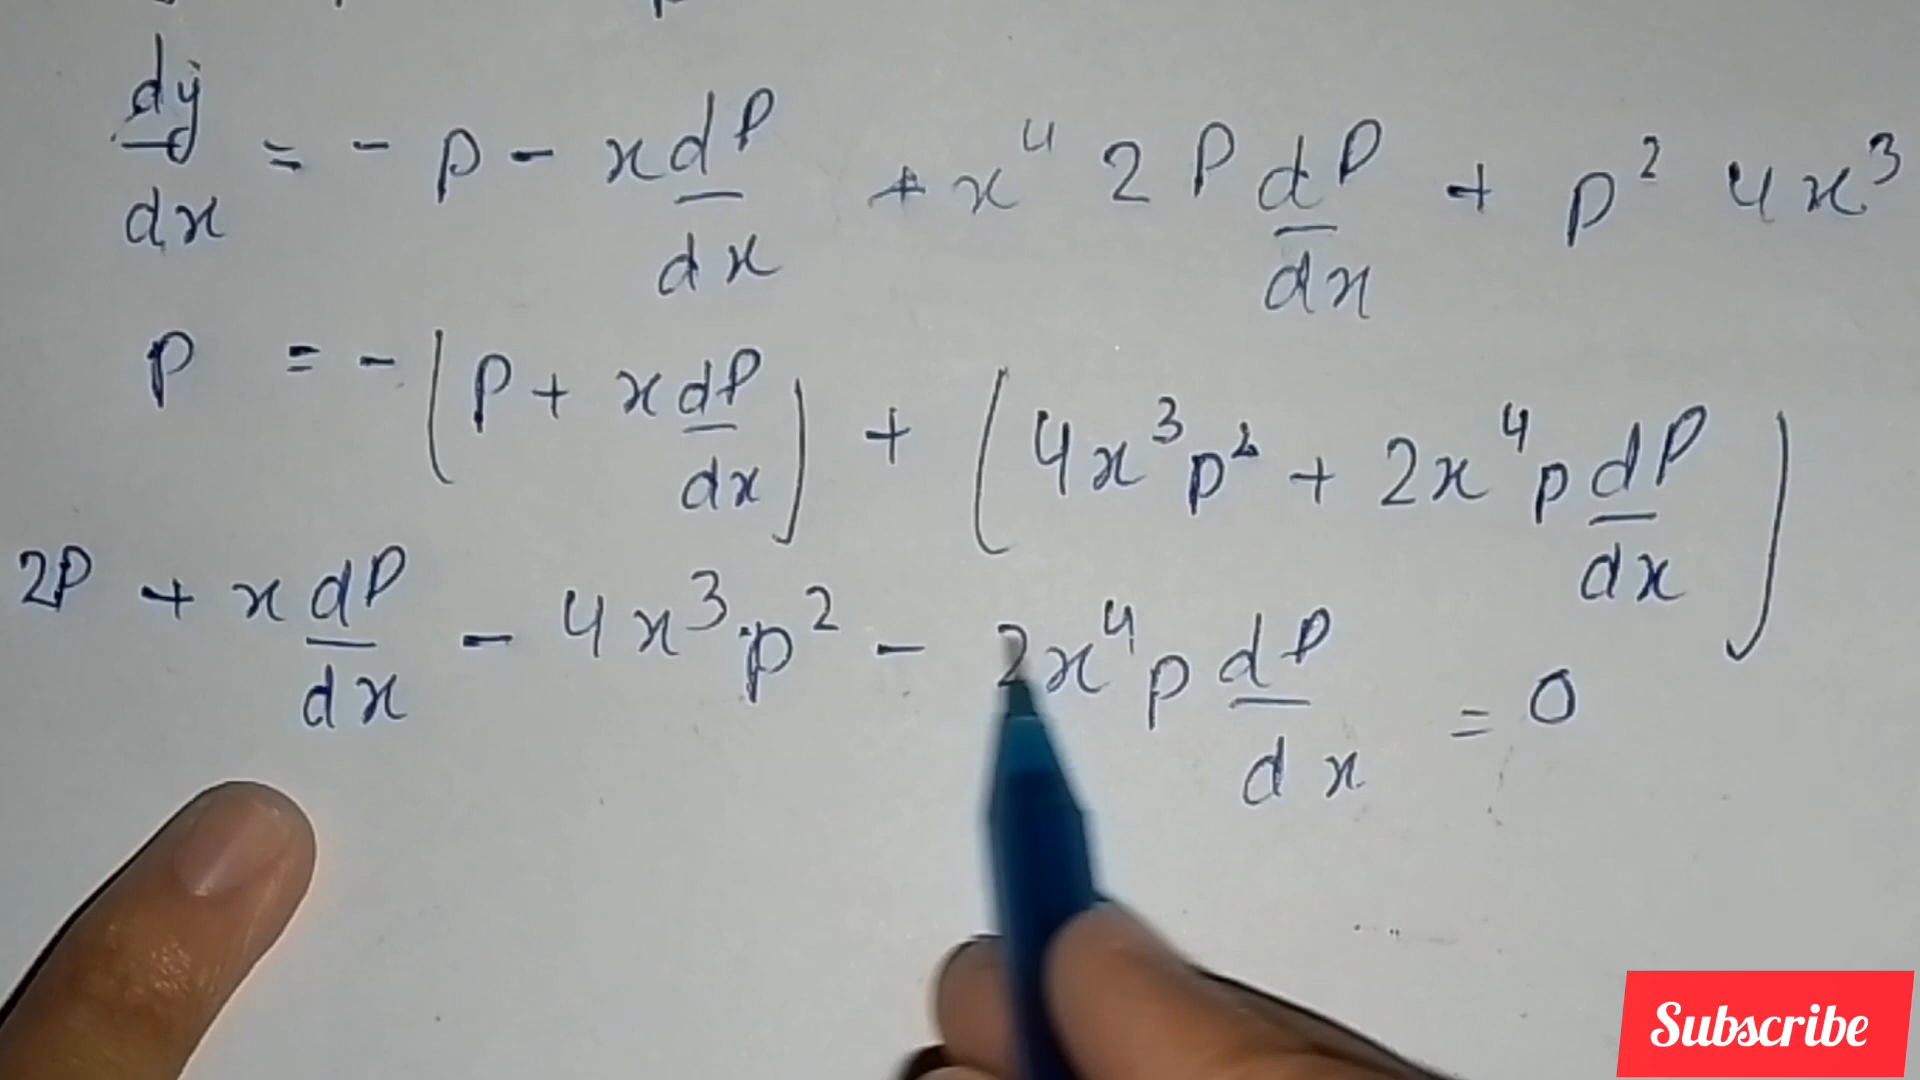 dy/dx = - p - x dP/dx + x⁴ 2 P dP/dx + p² 4x³
p = - (P + x dP/dx) + (4x³p² + 2x⁴p dP/dx)
2P + x dP/dx - 4x³p² - 2x⁴p dP/dx = 0
Subscribe